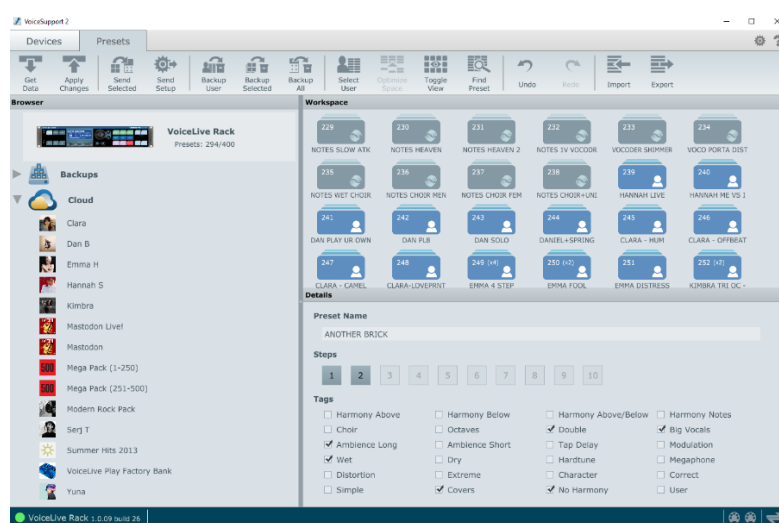 VoiceSupport 2
Devices Presets
Get Data Apply Changes Send Selected Send Setup Backup User Backup Selected Backup All Select User Optimise Space Toggle View Find Preset Undo Redo Import Export
Browser
VoiceLive Rack
Presets: 294/400
Backups
Cloud
Clara
Dan B
Emma H
Hannah S
Kimbra
Mastodon Live!
Mastodon
500 Mega Pack (1-250)
500 Mega Pack (251-500)
Modern Rock Pack
Serj T
Summer Hits 2013
VoiceLive Play Factory Bank
Yuna
Workspace
229 230 231 232 233 234
NOTES SLOW ATK NOTES HEAVEN NOTES HEAVEN 2 NOTES 1V VOCODR VOCODER SHIMMER VOCO PORTA DIST
235 236 237 238 239 240
NOTES WET CHOIR NOTES CHOIR MEN NOTES CHOIR FEM NOTES CHOIR+UNI HANNAH LIVE HANNAH ME VS I
241 242 243 244 245 246
DAN PLAY UR OWN DAN PLB DAN SOLO DANIEL+SPRING CLARA - HUM CLARA - OFFBEAT
247 248 249 (x4) 250 (x2) 251 252 (x3)
CLARA - CAMEL CLARA-LOVEPRNT EMMA 4 STEP EMMA FOOL EMMA DISTRESS KIMBRA TRI OC -
Details
Preset Name
ANOTHER BRICK
Steps
1 2 3 4 5 6 7 8 9 10
Tags
Harmony Above Harmony Below Harmony Above/Below Harmony Notes
Choir Octaves Double Big Vocals
Ambience Long Ambience Short Tap Delay Modulation
Wet Dry Hardtune Megaphone
Distortion Extreme Character Correct
Simple Covers No Harmony User
VoiceLive Rack 1.0.09 build 26